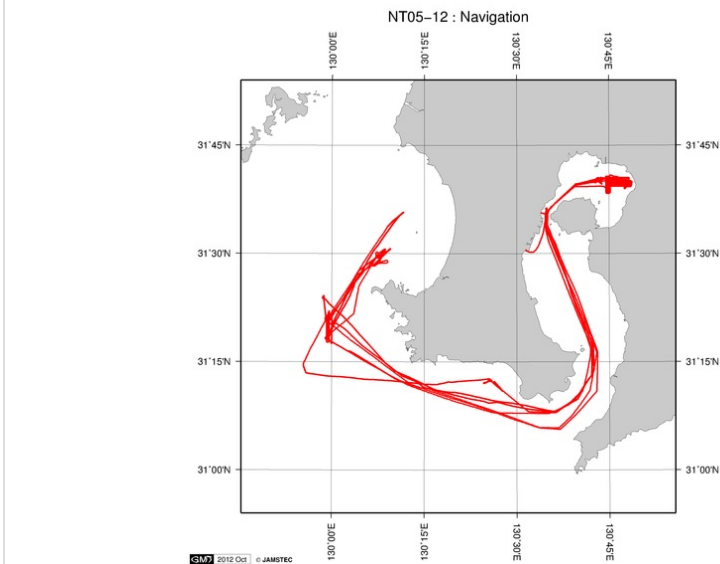 NT05−12 : Navigation
130˚00'E 130˚15'E 130˚30'E 130˚45'E
31˚45'N 31˚45'N
31˚30'N 31˚30'N
31˚15'N 31˚15'N
31˚00'N 31˚00'N
130˚00'E 130˚15'E 130˚30'E 130˚45'E
GMD 2012 Oct © JAMSTEC